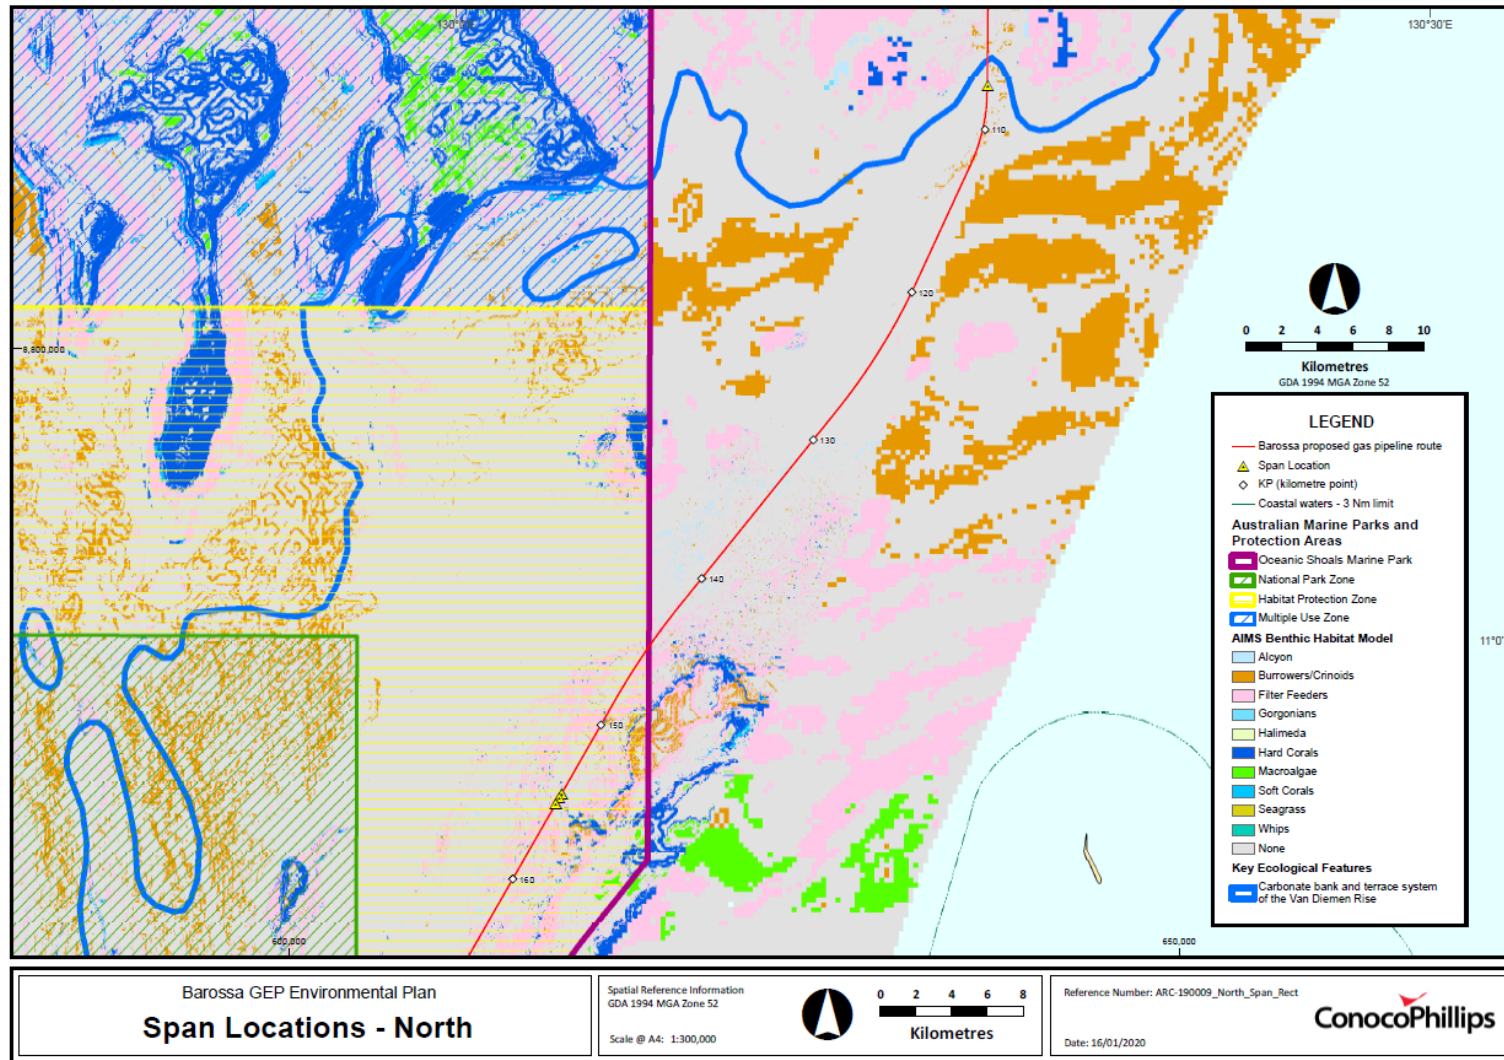 130°0'E
130°30'E
110
120
8,800,000
130
140
11°0'
150
160
600,000
650,000
0 2 4 6 8 10
Kilometres
GDA 1994 MGA Zone 52
LEGEND
Barossa proposed gas pipeline route
Span Location
KP (kilometre point)
Coastal waters - 3 Nm limit
Australian Marine Parks and
Protection Areas
Oceanic Shoals Marine Park
National Park Zone
Habitat Protection Zone
Multiple Use Zone
AIMS Benthic Habitat Model
Alcyon
Burrowers/Crinoids
Filter Feeders
Gorgonians
Halimeda
Hard Corals
Macroalgae
Soft Corals
Seagrass
Whips
None
Key Ecological Features
Carbonate bank and terrace system
of the Van Diemen Rise
Barossa GEP Environmental Plan
Span Locations - North
Spatial Reference Information
GDA 1994 MGA Zone 52
Scale @ A4: 1:300,000
0 2 4 6 8
Kilometres
Reference Number: ARC-190009_North_Span_Rect
Date: 16/01/2020
ConocoPhillips